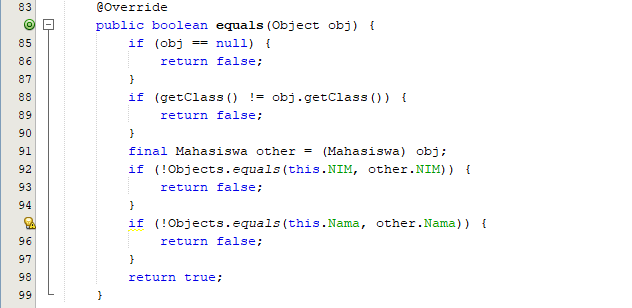 83 @Override
public boolean equals(Object obj) {
85 if (obj == null) {
86 return false;
87 }
88 if (getClass() != obj.getClass()) {
89 return false;
90 }
91 final Mahasiswa other = (Mahasiswa) obj;
92 if (!Objects.equals(this.NIM, other.NIM)) {
93 return false;
94 }
if (!Objects.equals(this.Nama, other.Nama)) {
96 return false;
97 }
98 return true;
99 }